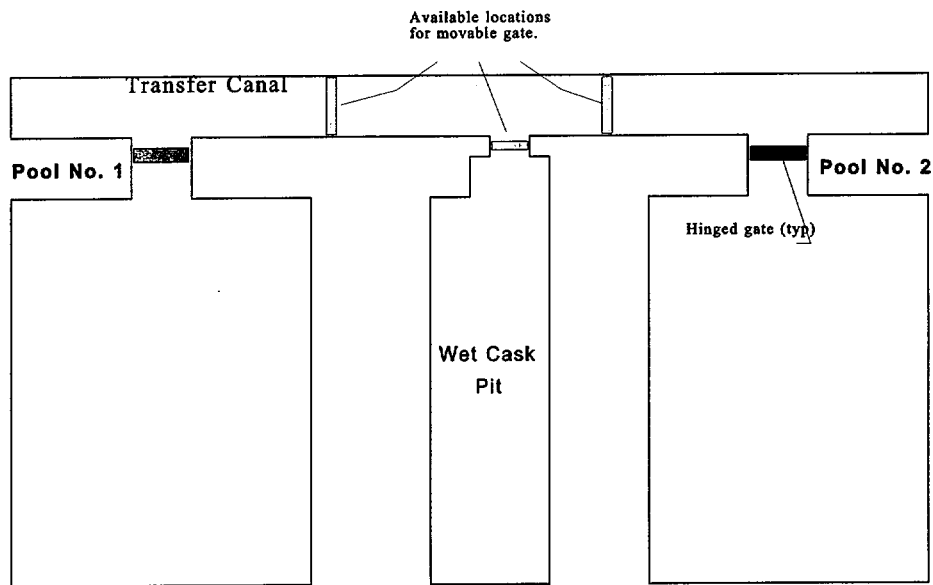 Available locations
for movable gate.
Transfer Canal
Pool No. 1
Pool No. 2
Hinged gate (typ)
Wet Cask
Pit